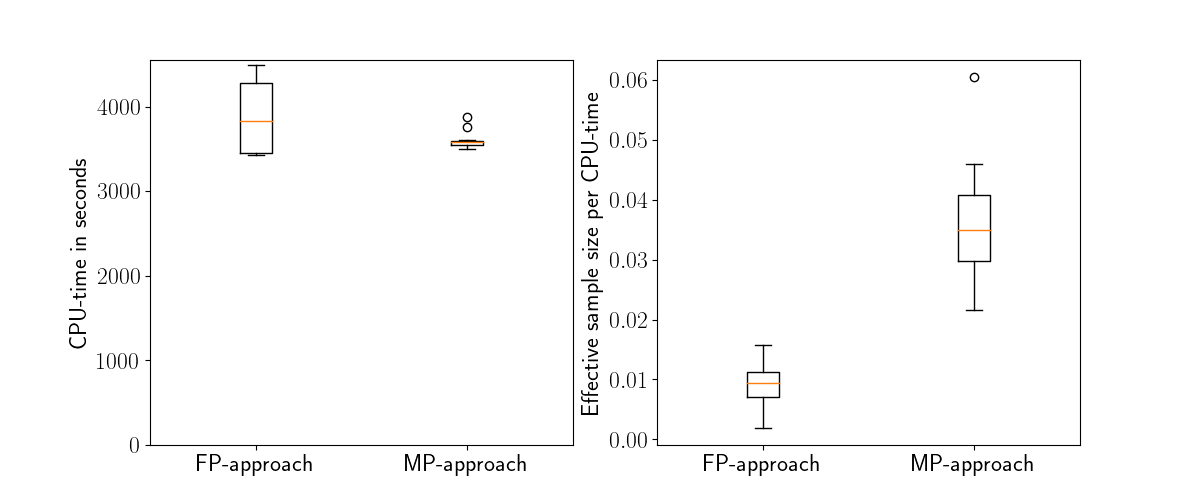 CPU-time in seconds
4000
3000
2000
1000
0
FP-approach
MP-approach
Effective sample size per CPU-time
0.06
0.05
0.04
0.03
0.02
0.01
0.00
FP-approach
MP-approach